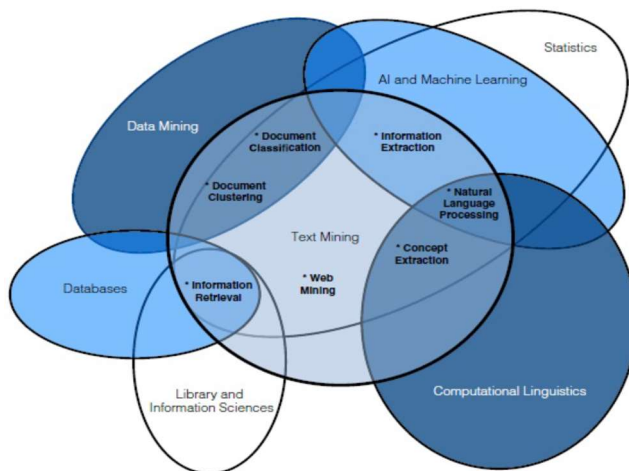 Statistics
AI and Machine Learning
Data Mining
* Document
Classification
* Information
Extraction
* Document
Clustering
* Natural
Language
Processing
Text Mining
* Concept
Extraction
* Web
Mining
Databases
* Information
Retrieval
Library and
Information Sciences
Computational Linguistics